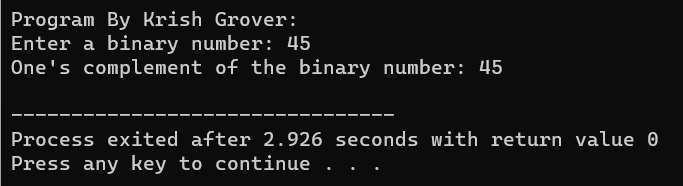 Program By Krish Grover:
Enter a binary number: 45
One's complement of the binary number: 45
--------------------------------
Process exited after 2.926 seconds with return value 0
Press any key to continue . . .